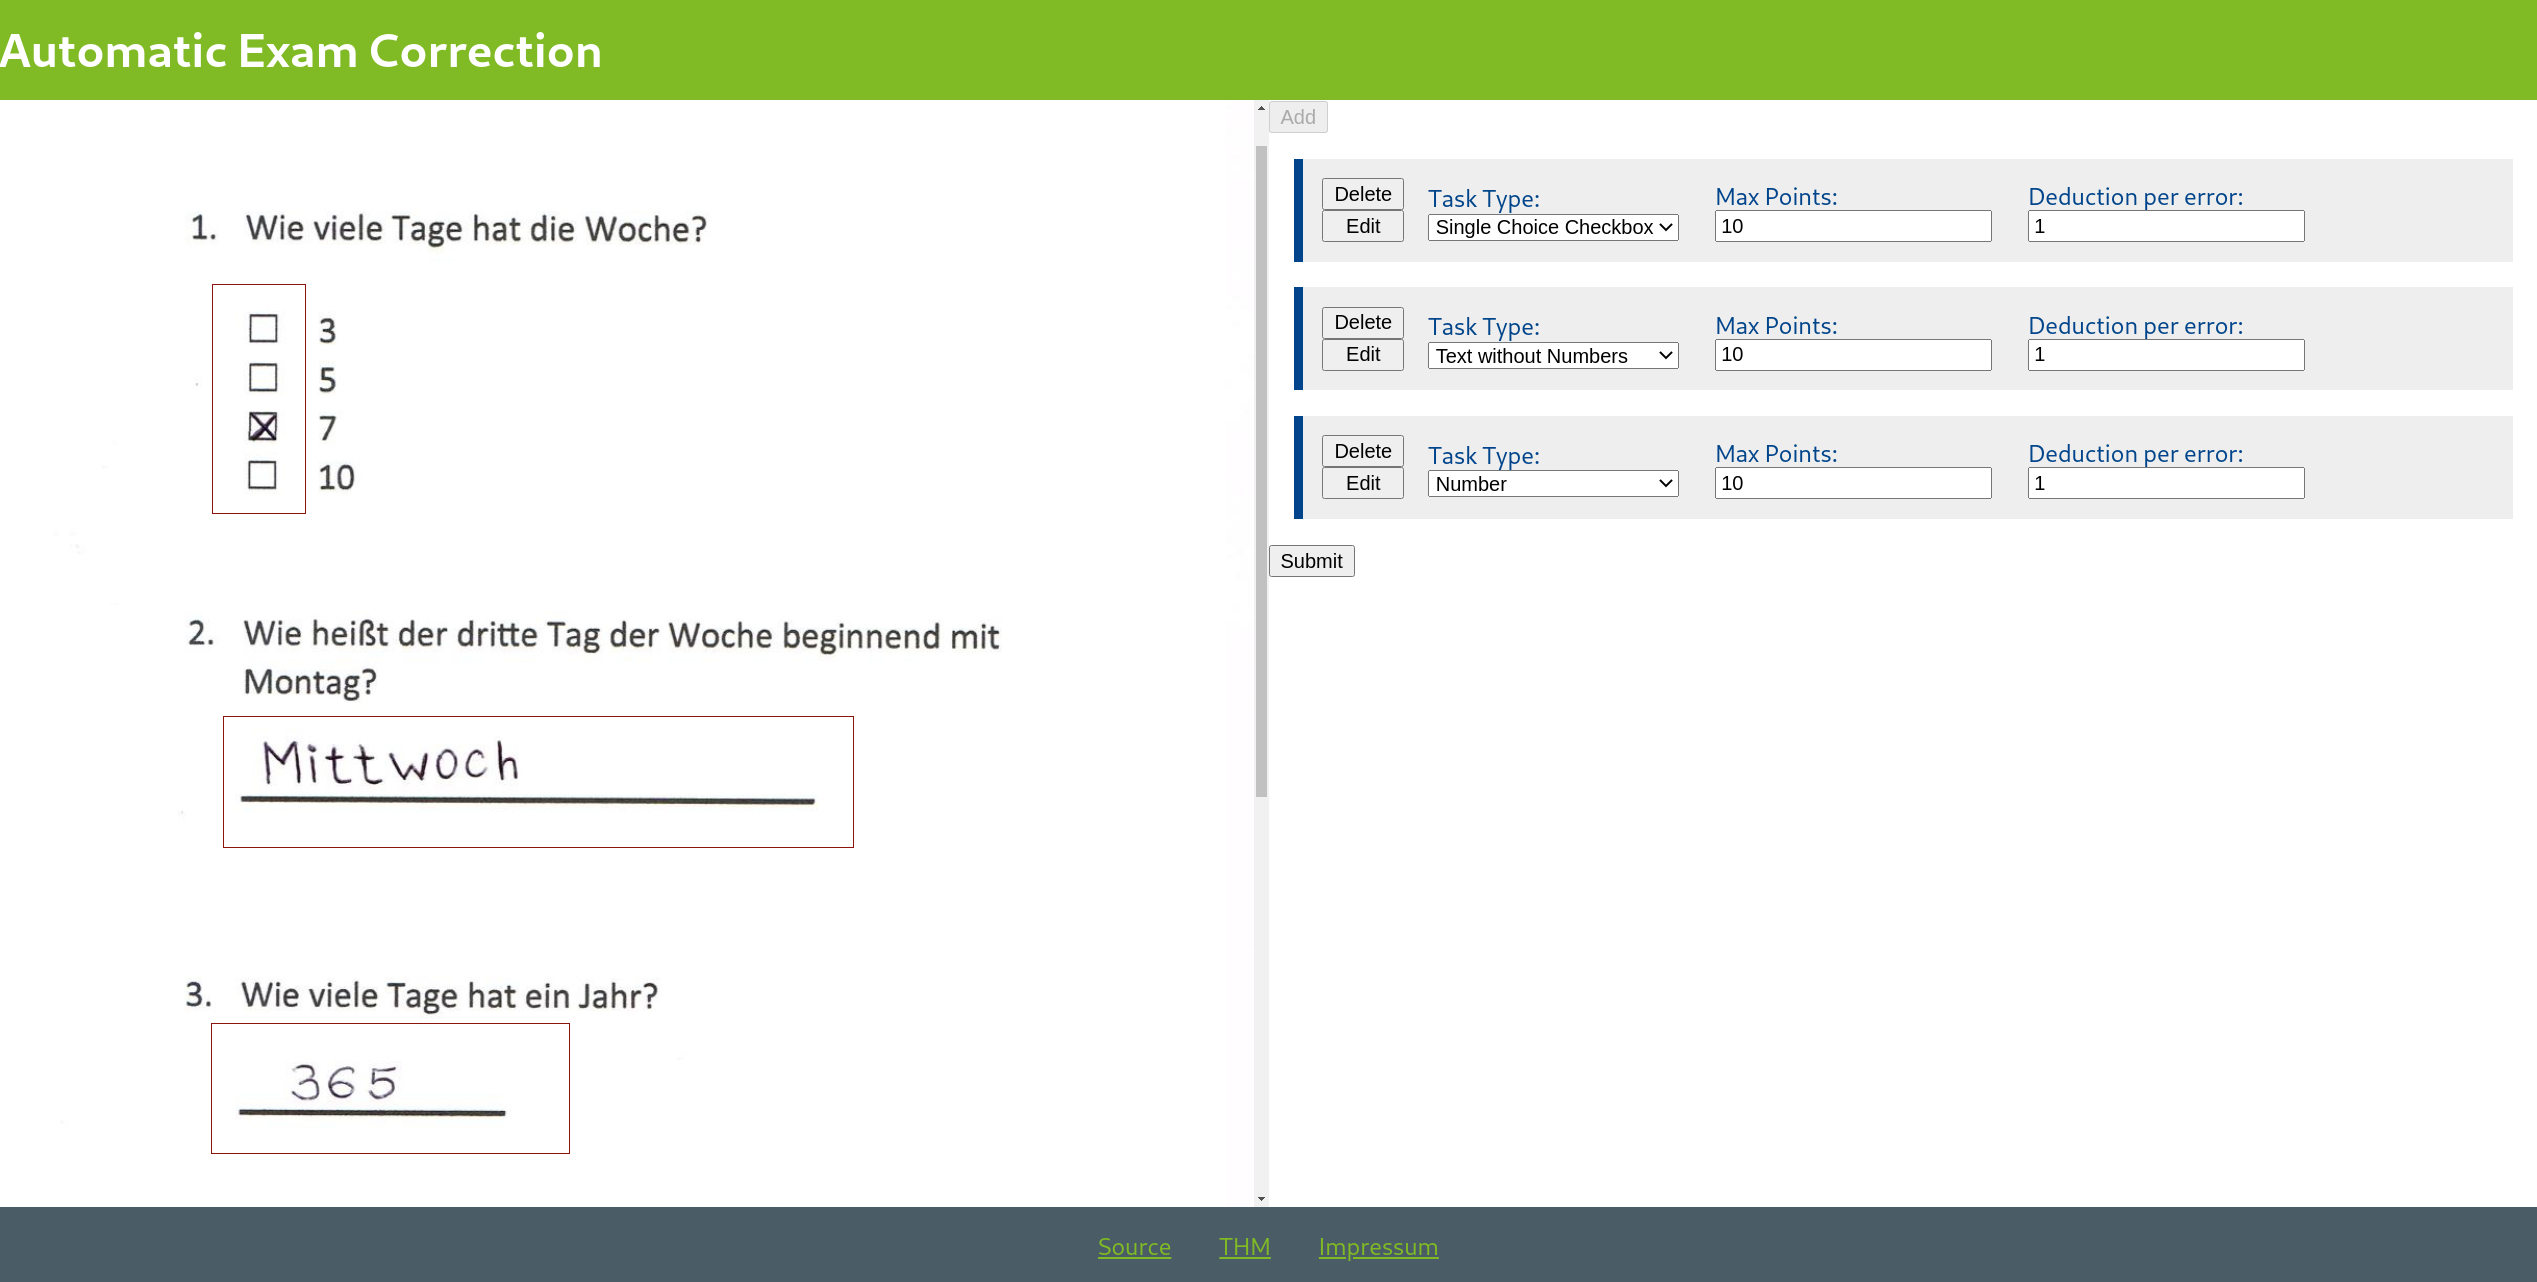 Automatic Exam Correction
1. Wie viele Tage hat die Woche?
3
5
7
10
2. Wie heißt der dritte Tag der Woche beginnend mit
Montag?
Mittwoch
3. Wie viele Tage hat ein Jahr?
365
Add
Delete
Edit
Task Type:
Single Choice Checkbox
Max Points:
10
Deduction per error:
1
Delete
Edit
Task Type:
Text without Numbers
Max Points:
10
Deduction per error:
1
Delete
Edit
Task Type:
Number
Max Points:
10
Deduction per error:
1
Submit
Source THM Impressum